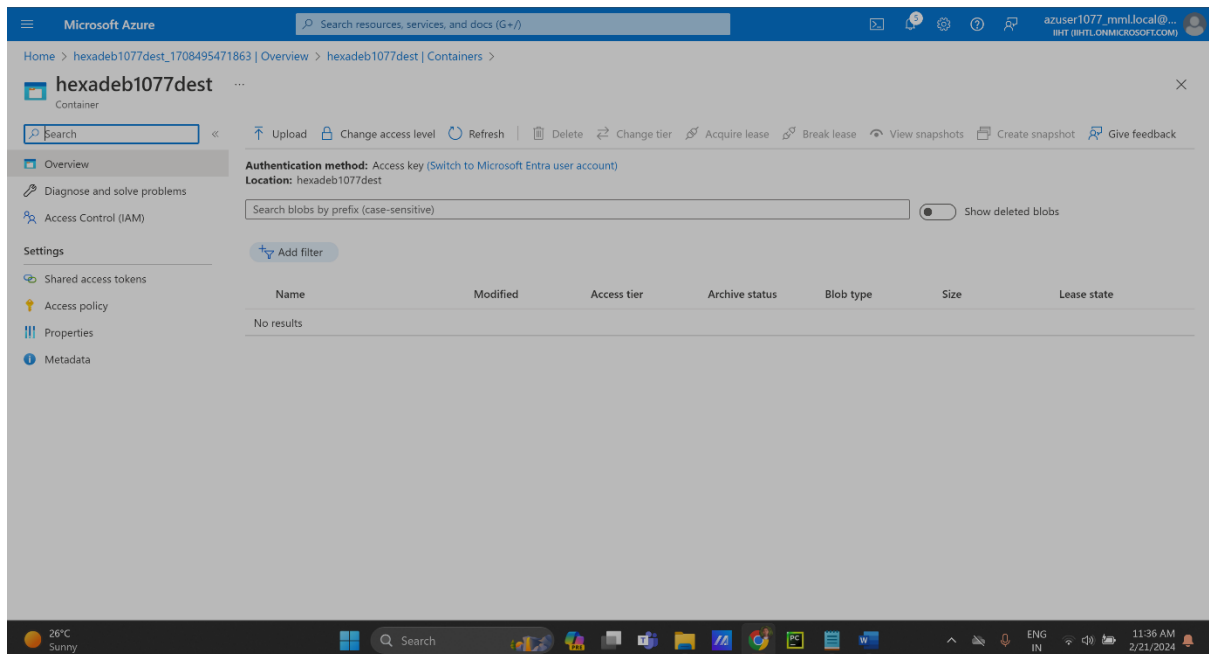 Microsoft Azure
Search resources, services, and docs (G+/)
5
azuser1077_mml.local@...
IIHT (IIHTL.ONMICROSOFT.COM)
Home > hexadeb1077dest_1708495471863 | Overview > hexadeb1077dest | Containers >
hexadeb1077dest ...
Container
Search
Upload Change access level Refresh Delete Change tier Acquire lease Break lease View snapshots Create snapshot Give feedback
Overview
Diagnose and solve problems
Access Control (IAM)
Settings
Shared access tokens
Access policy
Properties
Metadata
Authentication method: Access key (Switch to Microsoft Entra user account)
Location: hexadeb1077dest
Search blobs by prefix (case-sensitive)
Show deleted blobs
Add filter
Name Modified Access tier Archive status Blob type Size Lease state
No results
26°C
Sunny
Search
ENG
IN
11:36 AM
2/21/2024